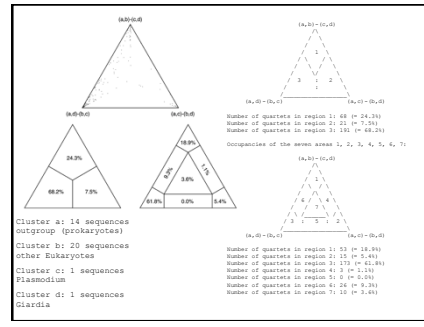 (a,b)-(c,d)
(a,d)-(b,c) (a,c)-(b,d)
24.3%
68.2% 7.5%
18.9%
9.3% 1.1%
3.6%
61.8% 0.0% 5.4%
Cluster a: 14 sequences
outgroup (prokaryotes)
Cluster b: 20 sequences
other Eukaryotes
Cluster c: 1 sequences
Plasmodium
Cluster d: 1 sequences
Giardia
(a,b)-(c,d)
/\
/ \
/ \
/ 1 \
/ \ / \
/ \ / \
/ \/ \
/ 3 : 2 \
/ : \
/__________________\
(a,d)-(b,c) (a,c)-(b,d)
Number of quartets in region 1: 68 (= 24.3%)
Number of quartets in region 2: 21 (= 7.5%)
Number of quartets in region 3: 191 (= 68.2%)
Occupancies of the seven areas 1, 2, 3, 4, 5, 6, 7:
(a,b)-(c,d)
/\
/ \
/ 1 \
/ \ / \
/ \/ \
/ 6 / \ 4 \
/ / 7 \ \
/ \ /_____\ / \
/ 3 : 5 : 2 \
/__________________\
(a,d)-(b,c) (a,c)-(b,d)
Number of quartets in region 1: 53 (= 18.9%)
Number of quartets in region 2: 15 (= 5.4%)
Number of quartets in region 3: 173 (= 61.8%)
Number of quartets in region 4: 3 (= 1.1%)
Number of quartets in region 5: 0 (= 0.0%)
Number of quartets in region 6: 26 (= 9.3%)
Number of quartets in region 7: 10 (= 3.6%)